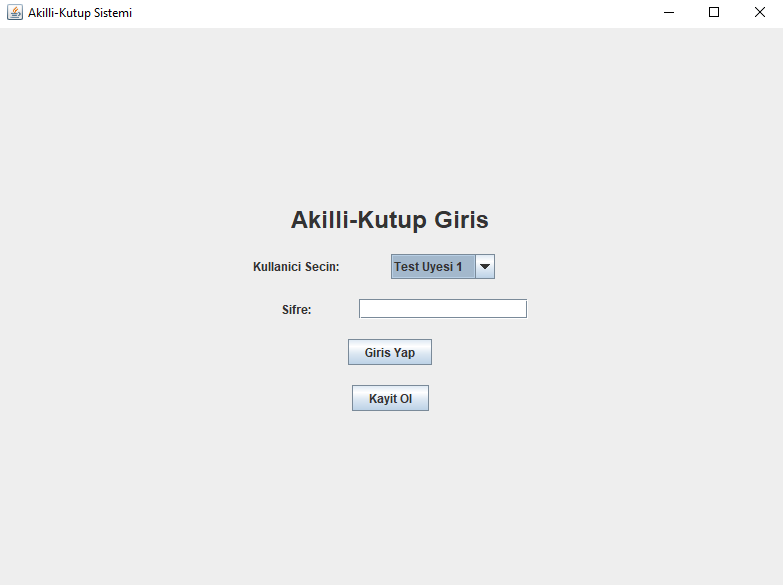 Akilli-Kutup Sistemi
Akilli-Kutup Giris
Kullanici Secin: Test Uyesi 1
Sifre:
Giris Yap
Kayit Ol